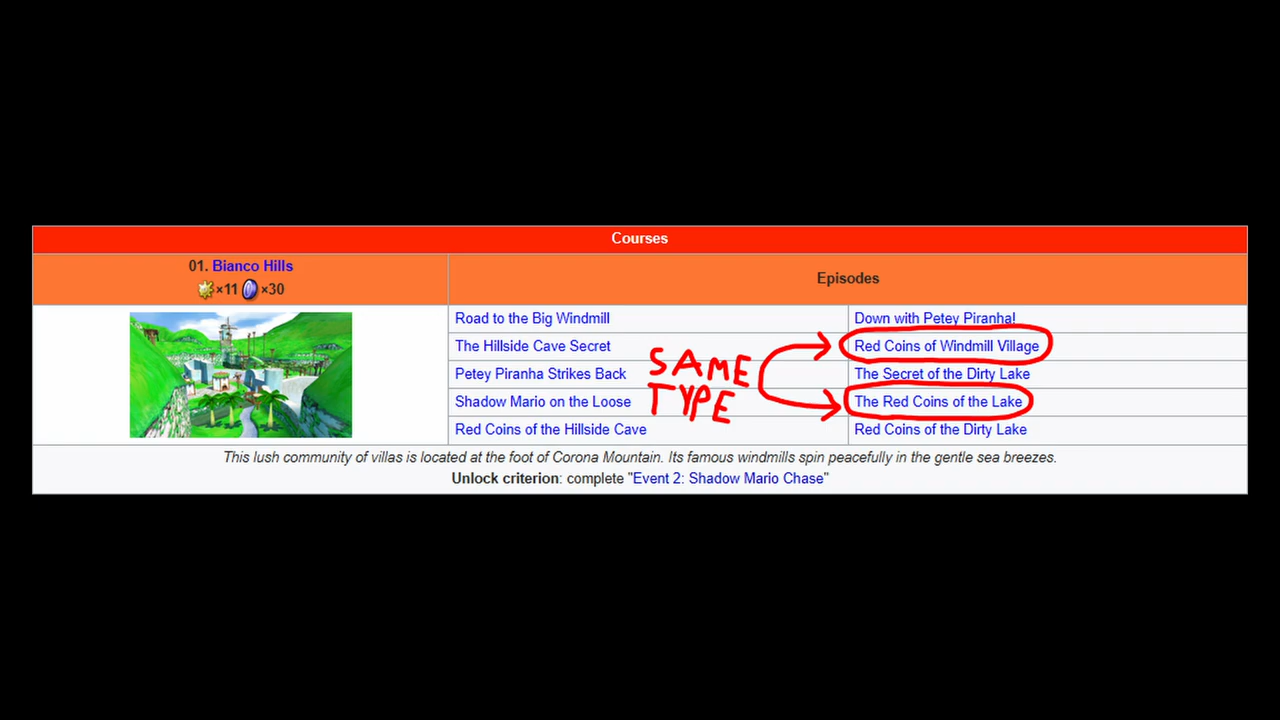 Courses
01. Bianco Hills
×11 ×30
Episodes
Road to the Big Windmill
Down with Petey Piranha!
The Hillside Cave Secret
Red Coins of Windmill Village
Petey Piranha Strikes Back
The Secret of the Dirty Lake
Shadow Mario on the Loose
The Red Coins of the Lake
Red Coins of the Hillside Cave
Red Coins of the Dirty Lake
SAME
TYPE
This lush community of villas is located at the foot of Corona Mountain. Its famous windmills spin peacefully in the gentle sea breezes.
Unlock criterion: complete "Event 2: Shadow Mario Chase"